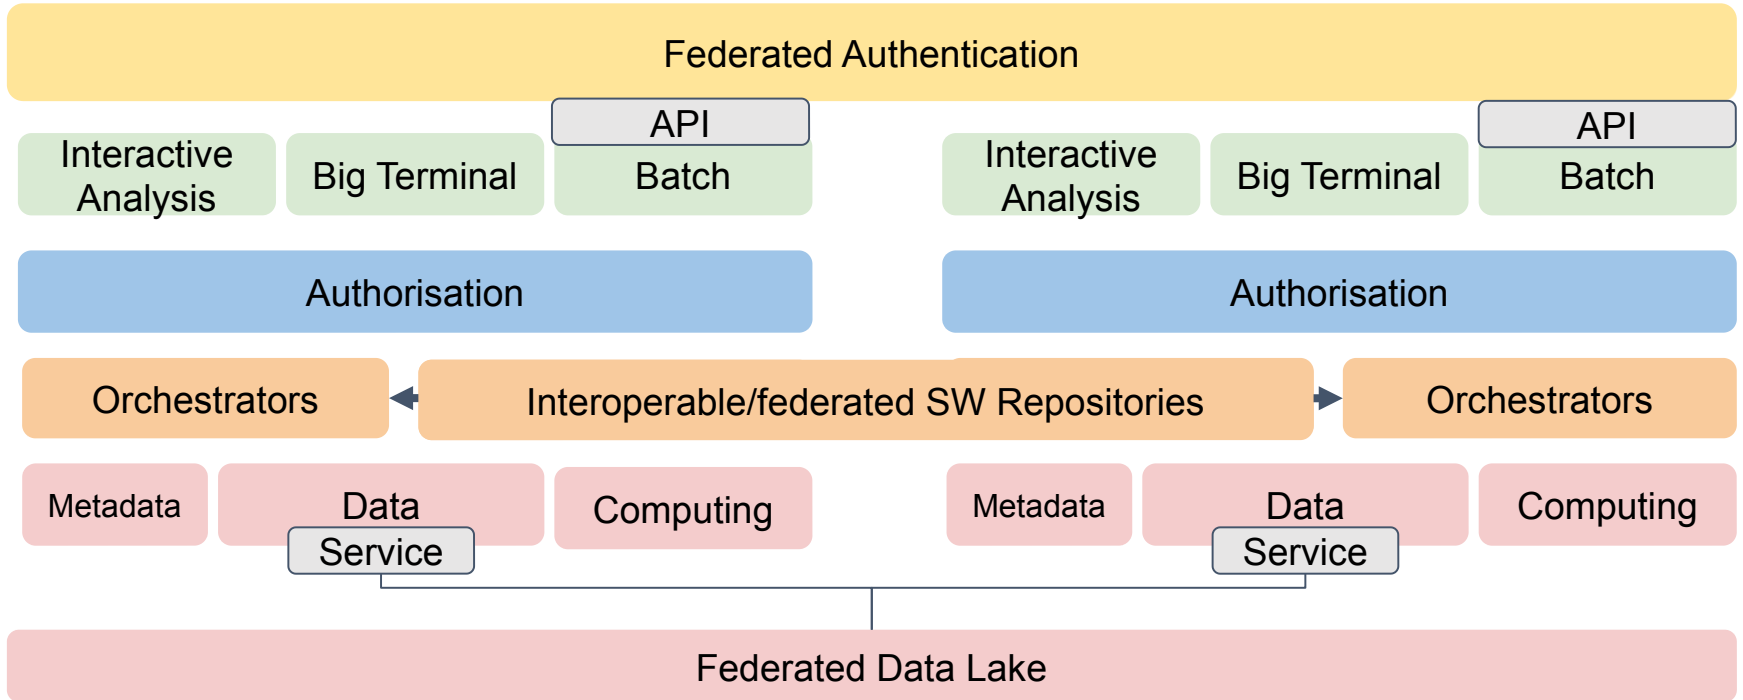 Federated Authentication
API
API
Interactive
Analysis
Big Terminal
Batch
Interactive
Analysis
Big Terminal
Batch
Authorisation
Authorisation
Orchestrators
Interoperable/federated SW Repositories
Orchestrators
Metadata
Data
Computing
Metadata
Data
Computing
Service
Service
Federated Data Lake